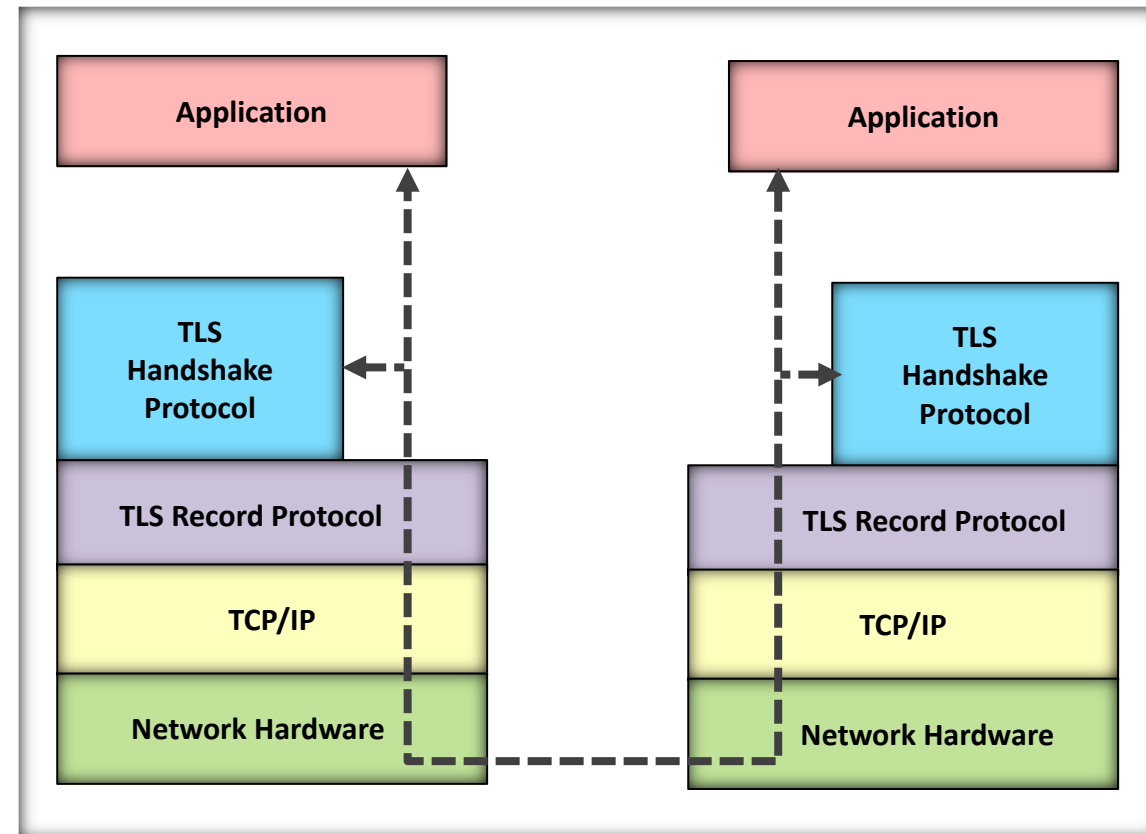 Application
Application
TLS
Handshake
Protocol
TLS
Handshake
Protocol
TLS Record Protocol
TLS Record Protocol
TCP/IP
TCP/IP
Network Hardware
Network Hardware